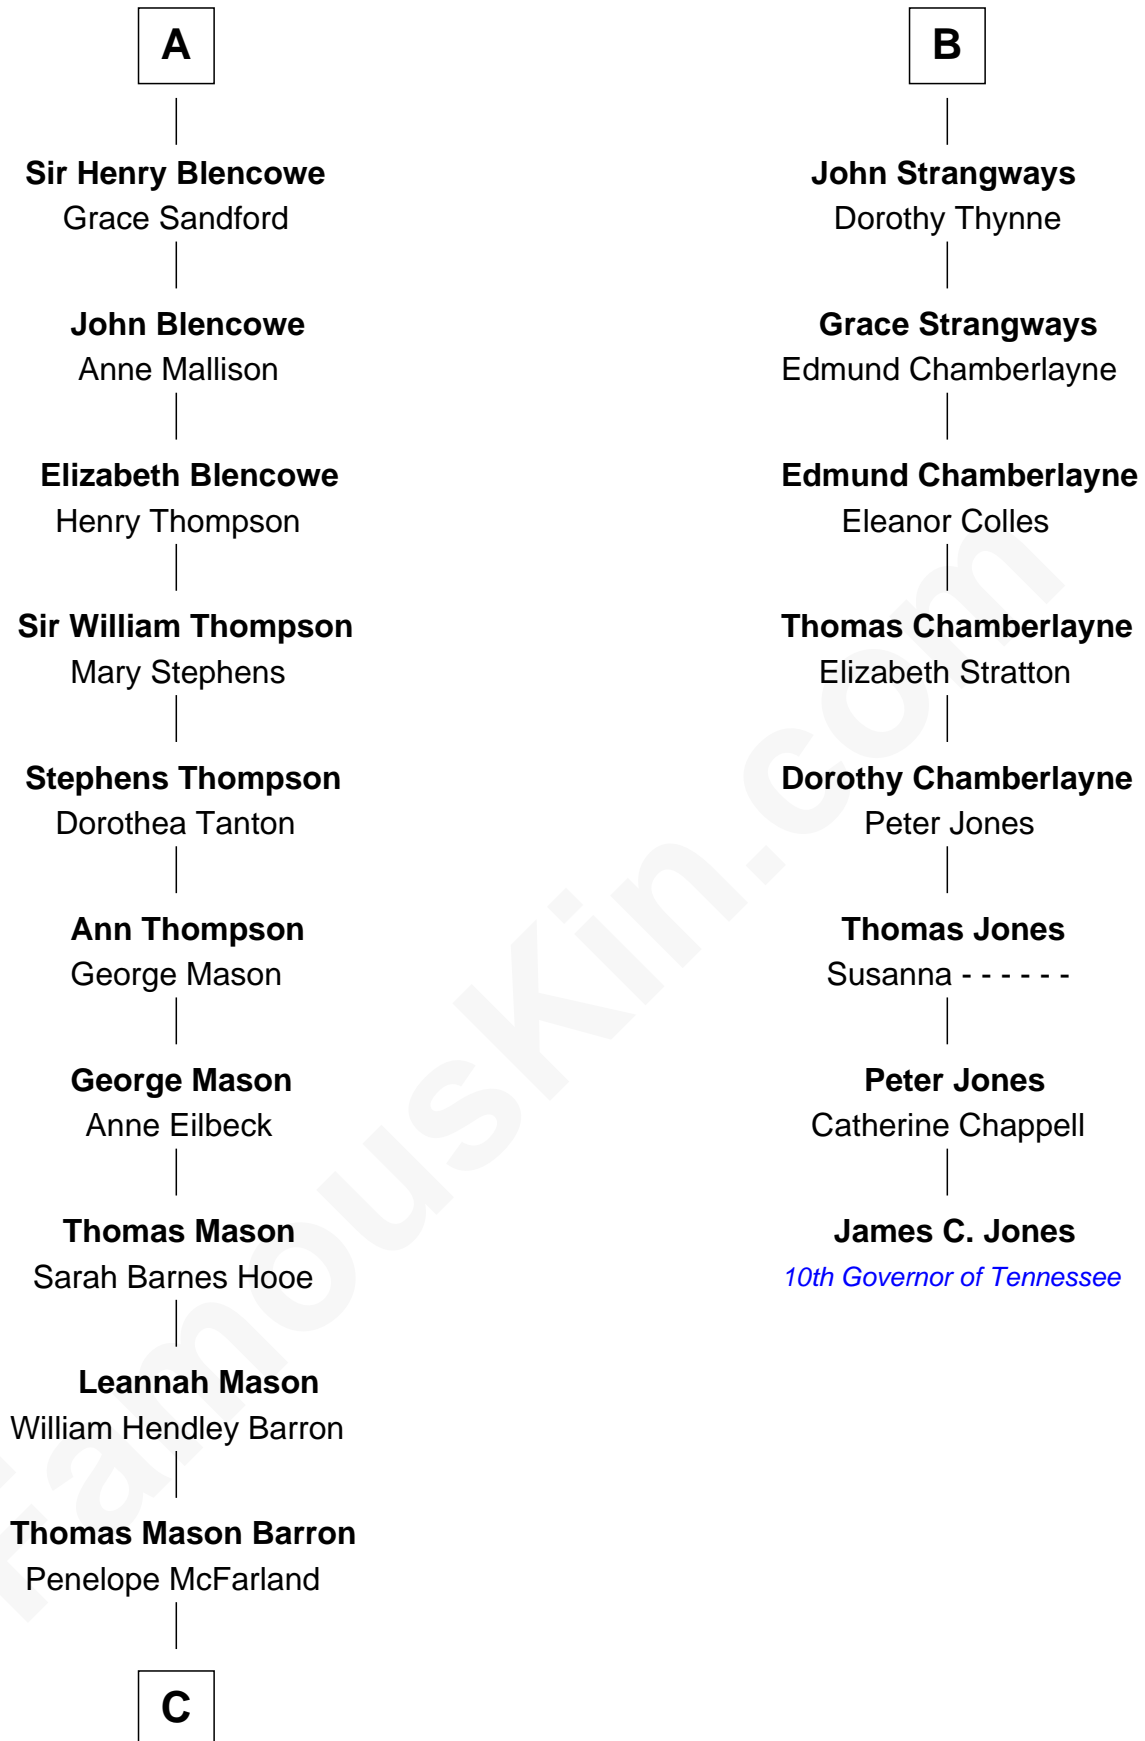 A
Sir Henry Blencowe
Grace Sandford
John Blencowe
Anne Mallison
Elizabeth Blencowe
Henry Thompson
Sir William Thompson
Mary Stephens
Stephens Thompson
Dorothea Tanton
Ann Thompson
George Mason
George Mason
Anne Eilbeck
Thomas Mason
Sarah Barnes Hooe
Leannah Mason
William Hendley Barron
Thomas Mason Barron
Penelope McFarland
C
B
John Strangways
Dorothy Thynne
Grace Strangways
Edmund Chamberlayne
Edmund Chamberlayne
Eleanor Colles
Thomas Chamberlayne
Elizabeth Stratton
Dorothy Chamberlayne
Peter Jones
Thomas Jones
Susanna - - - - - -
Peter Jones
Catherine Chappell
James C. Jones
10th Governor of Tennessee
FamousKin.com